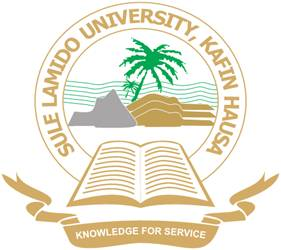 SULE LAMIDO UNIVERSITY, KAFIN HAUSA
KNOWLEDGE FOR SERVICE